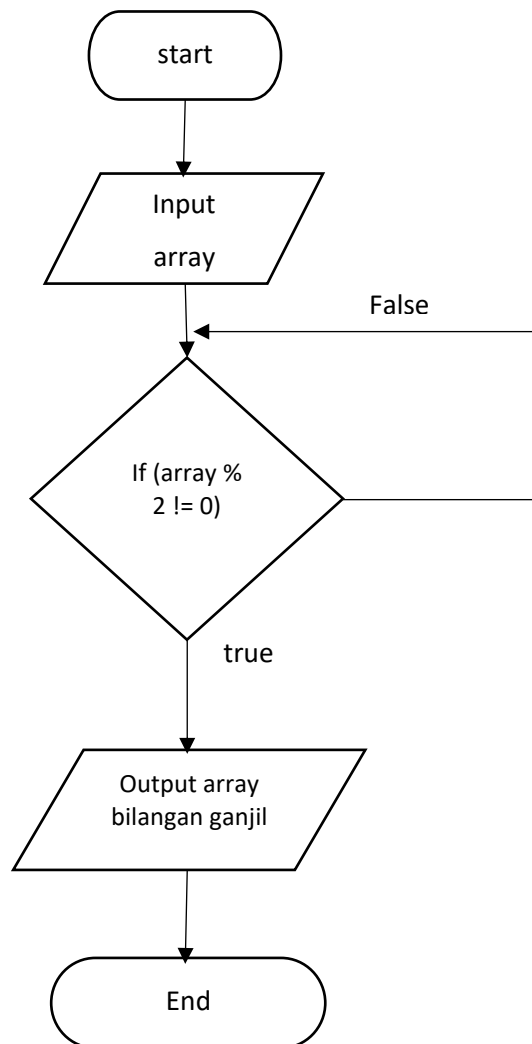 start
Input
array
False
If (array %
2 != 0)
true
Output array
bilangan ganjil
End